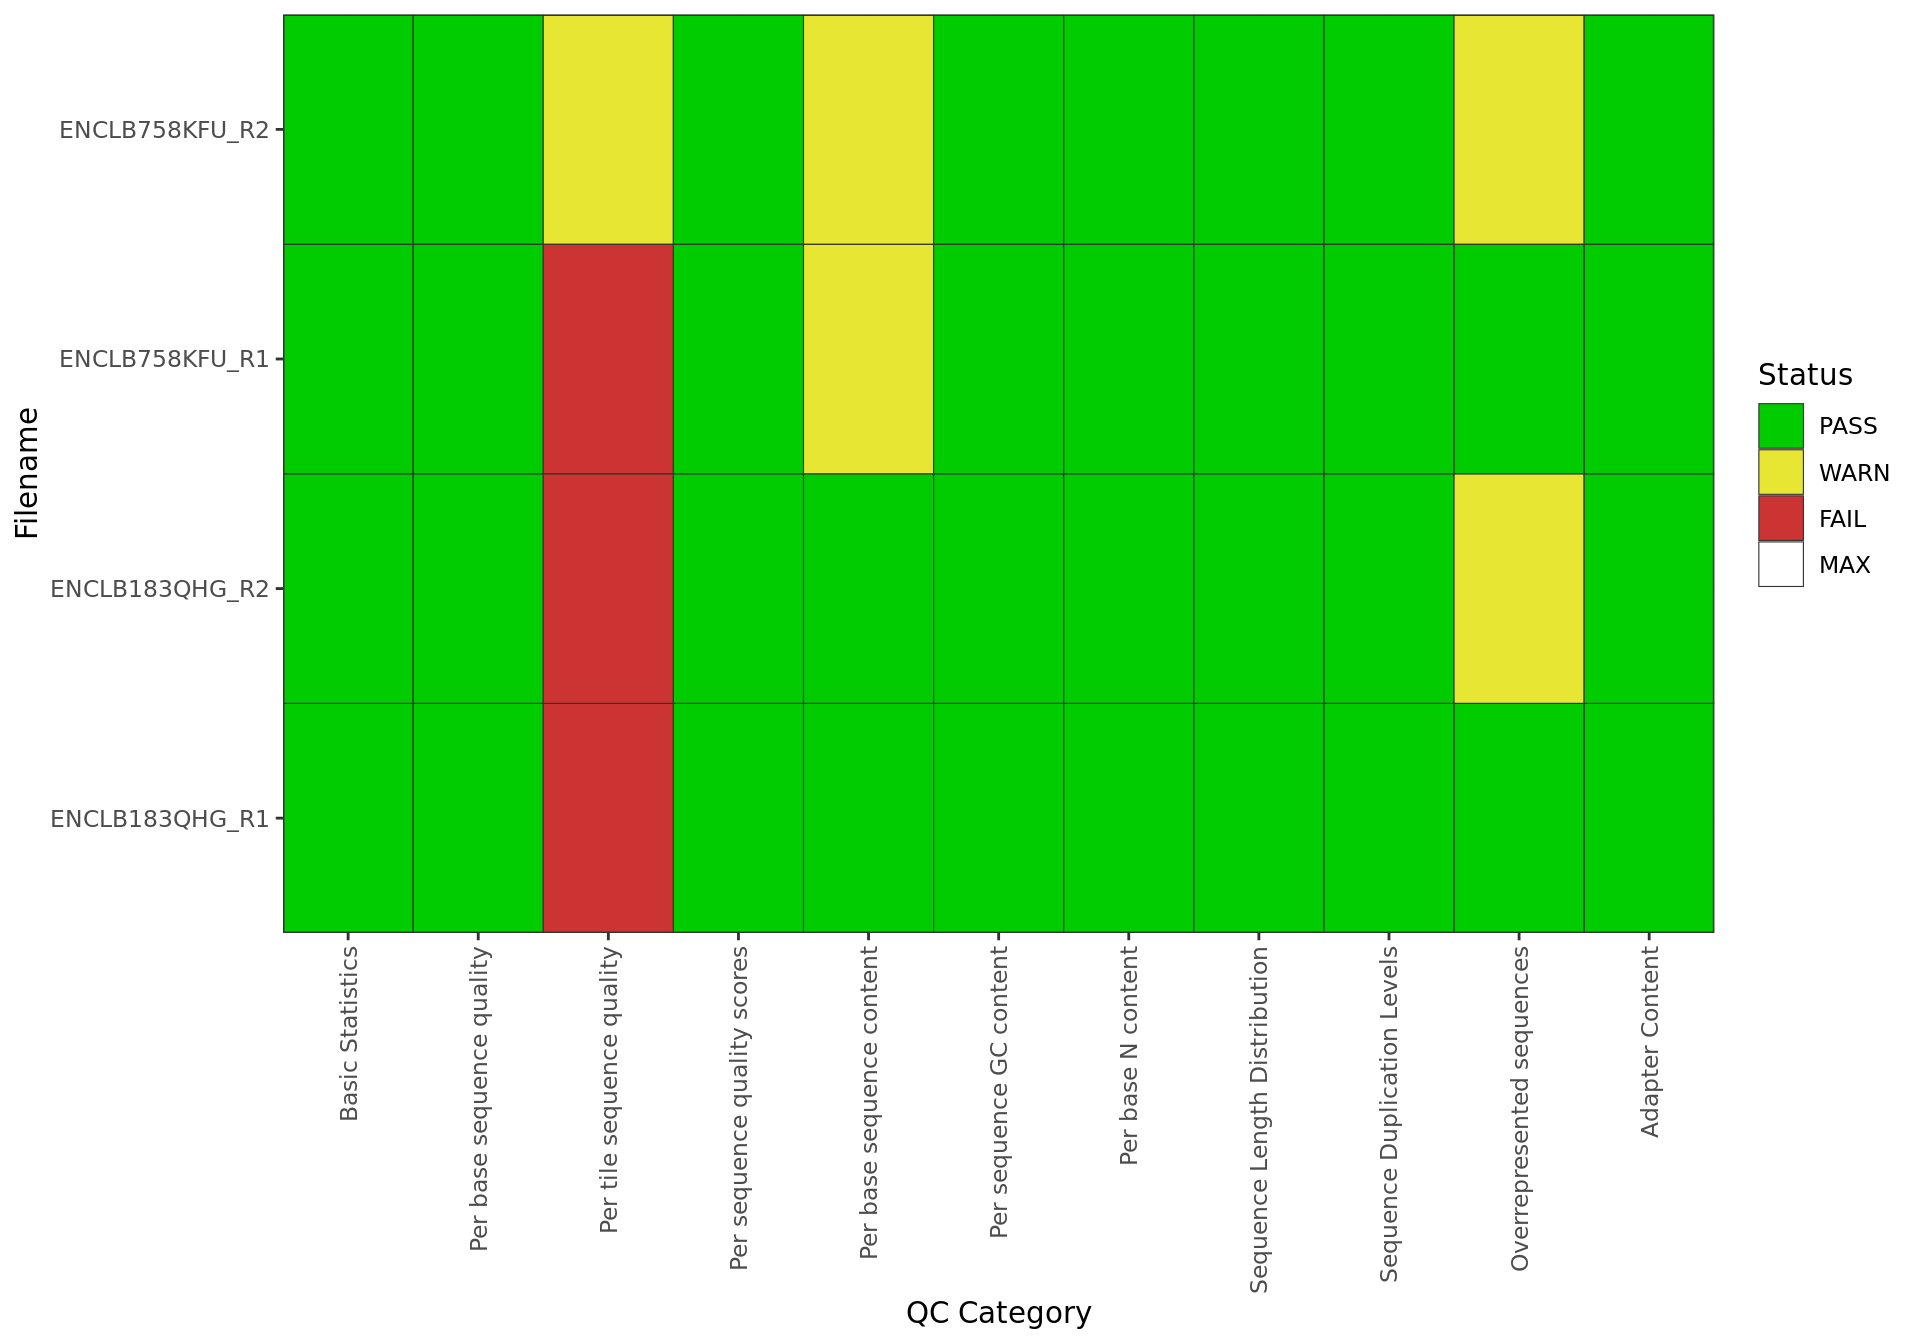 Filename
ENCLB758KFU_R2
ENCLB758KFU_R1
ENCLB183QHG_R2
ENCLB183QHG_R1
Basic Statistics
Per base sequence quality
Per tile sequence quality
Per sequence quality scores
Per base sequence content
Per sequence GC content
Per base N content
Sequence Length Distribution
Sequence Duplication Levels
Overrepresented sequences
Adapter Content
QC Category
Status
PASS
WARN
FAIL
MAX